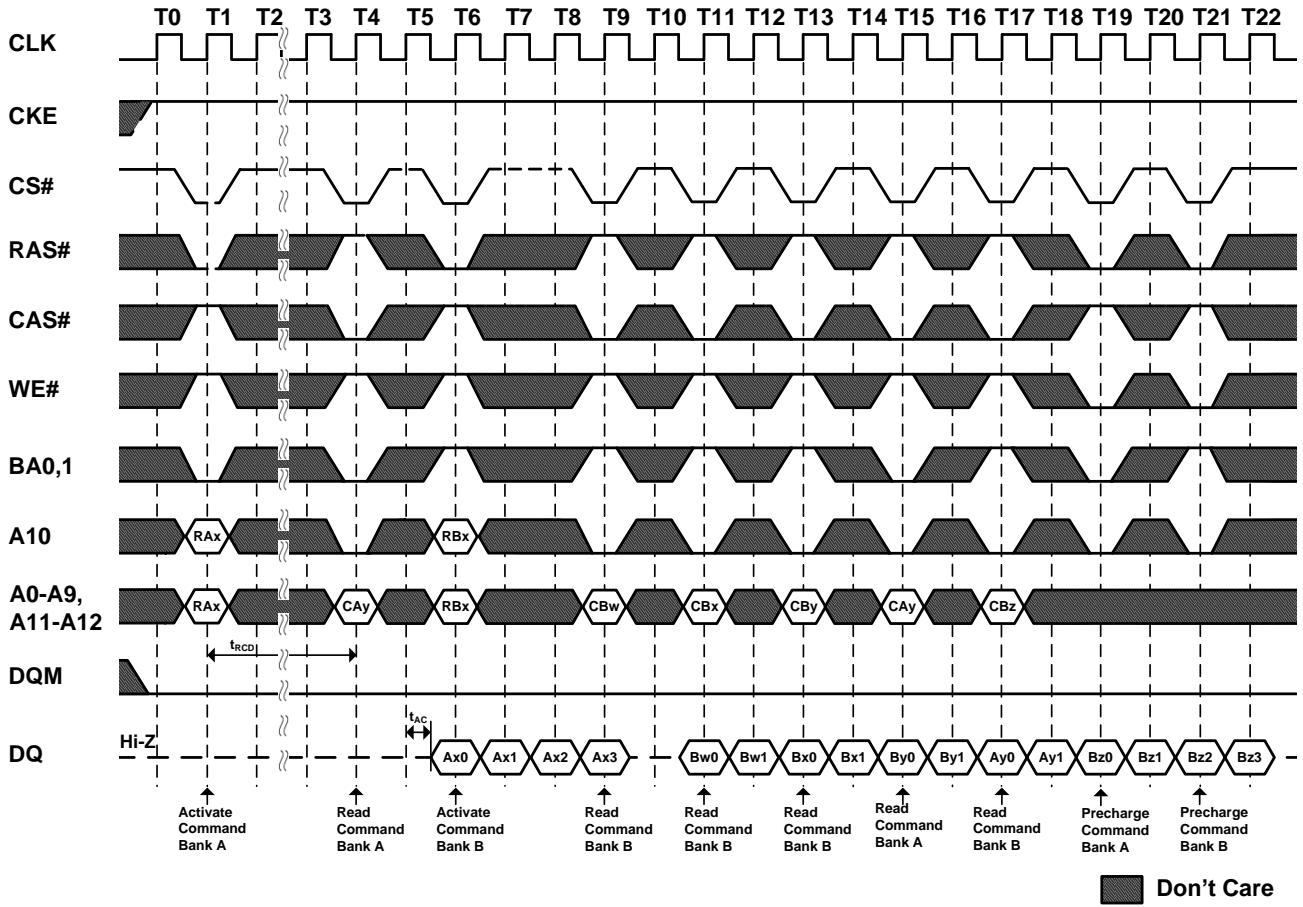 T0 T1 T2 T3 T4 T5 T6 T7 T8 T9 T10 T11 T12 T13 T14 T15 T16 T17 T18 T19 T20 T21 T22
CLK
CKE
CS#
RAS#
CAS#
WE#
BA0,1
A10
RAx RBx
A0-A9,
A11-A12
RAx CAy RBx CBw CBx CBy CAy CBz
tRCD
DQM
tAC
Hi-Z
DQ
Ax0 Ax1 Ax2 Ax3 Bw0 Bw1 Bx0 Bx1 By0 By1 Ay0 Ay1 Bz0 Bz1 Bz2 Bz3
Activate
Command
Bank A
Read
Command
Bank A
Activate
Command
Bank B
Read
Command
Bank B
Read
Command
Bank B
Read
Command
Bank B
Read
Command
Bank A
Read
Command
Bank B
Precharge
Command
Bank A
Precharge
Command
Bank B
Don't Care